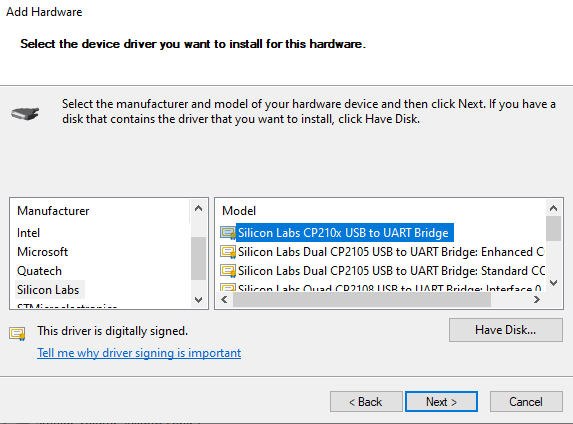 Add Hardware
Select the device driver you want to install for this hardware.
Select the manufacturer and model of your hardware device and then click Next. If you have a
disk that contains the driver that you want to install, click Have Disk.
Manufacturer
Intel
Microsoft
Quatech
Silicon Labs
STMicroelectronics
Model
Silicon Labs CP210x USB to UART Bridge
Silicon Labs Dual CP2105 USB to UART Bridge: Enhanced C
Silicon Labs Dual CP2105 USB to UART Bridge: Standard CO
Silicon Labs Quad CP2108 USB to UART Bridge: Interface 0
This driver is digitally signed.
Tell me why driver signing is important
Have Disk...
< Back
Next >
Cancel